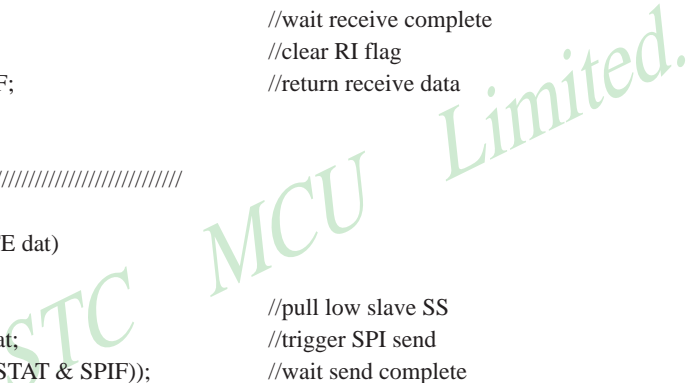 //wait receive complete
//clear RI flag
F; //return receive data
////////////////////////////
E dat)
//pull low slave SS
at; //trigger SPI send
STAT & SPIF)); //wait send complete
STC MCU Limited.